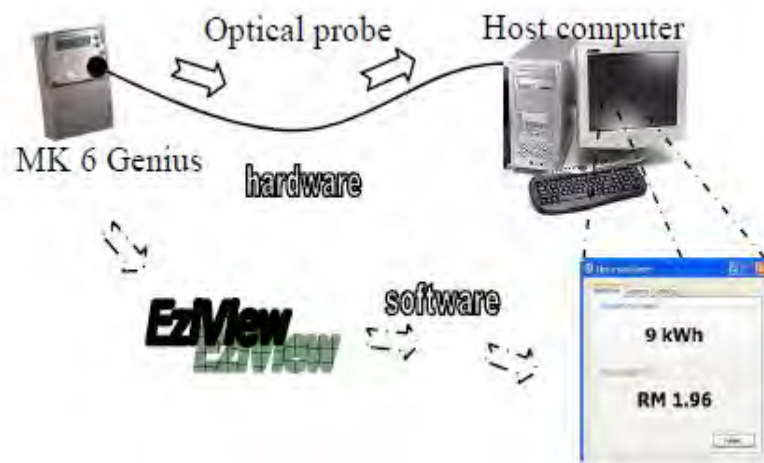 Optical probe
Host computer
MK 6 Genius
hardware
software
EziView
9 kWh
RM 1.96